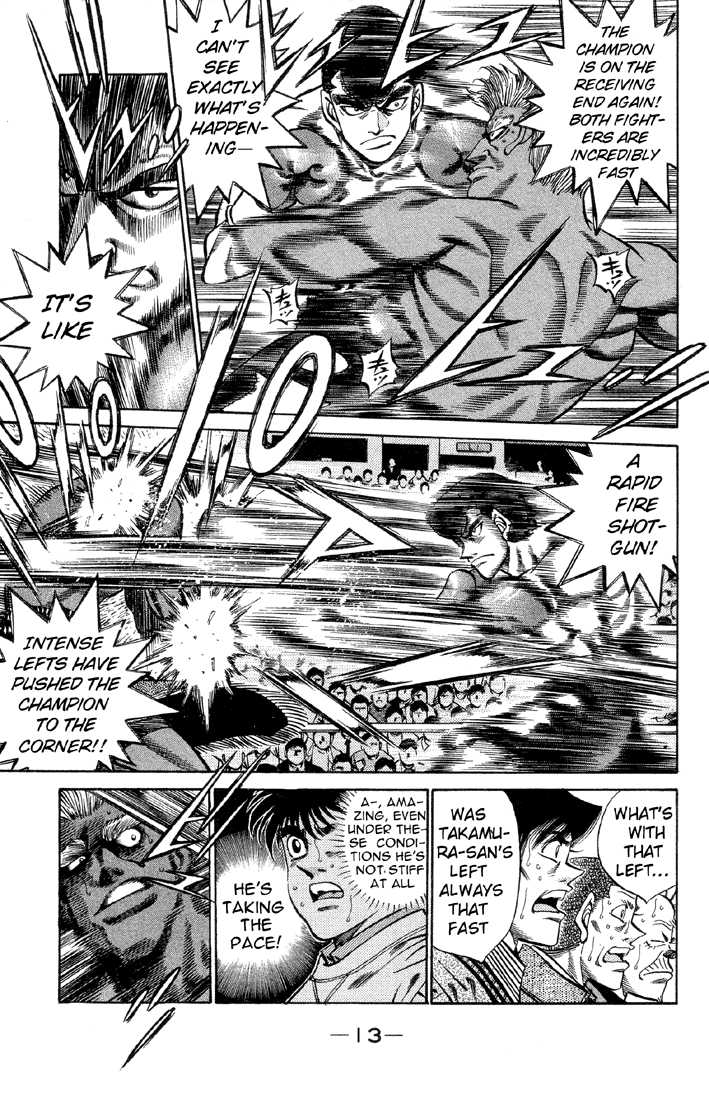 THE
CHAMPION
IS ON THE
RECEIVING
END AGAIN!
BOTH FIGHT-
ERS ARE
INCREDIBLY
FAST
I
CAN'T
SEE
EXACTLY
WHAT'S
HAPPEN-
ING—
IT'S
LIKE
A
RAPID
FIRE
SHOT-
GUN!
INTENSE
LEFTS HAVE
PUSHED THE
CHAMPION
TO THE
CORNER!!
WHAT'S
WITH
THAT
LEFT...
WAS
TAKAMU-
RA-SAN'S
LEFT
ALWAYS
THAT
FAST
A-, AMA-
ZING, EVEN
UNDER THE-
SE CONDI-
TIONS HE'S
NOT STIFF
AT ALL
HE'S
TAKING
THE
PACE!
—13—